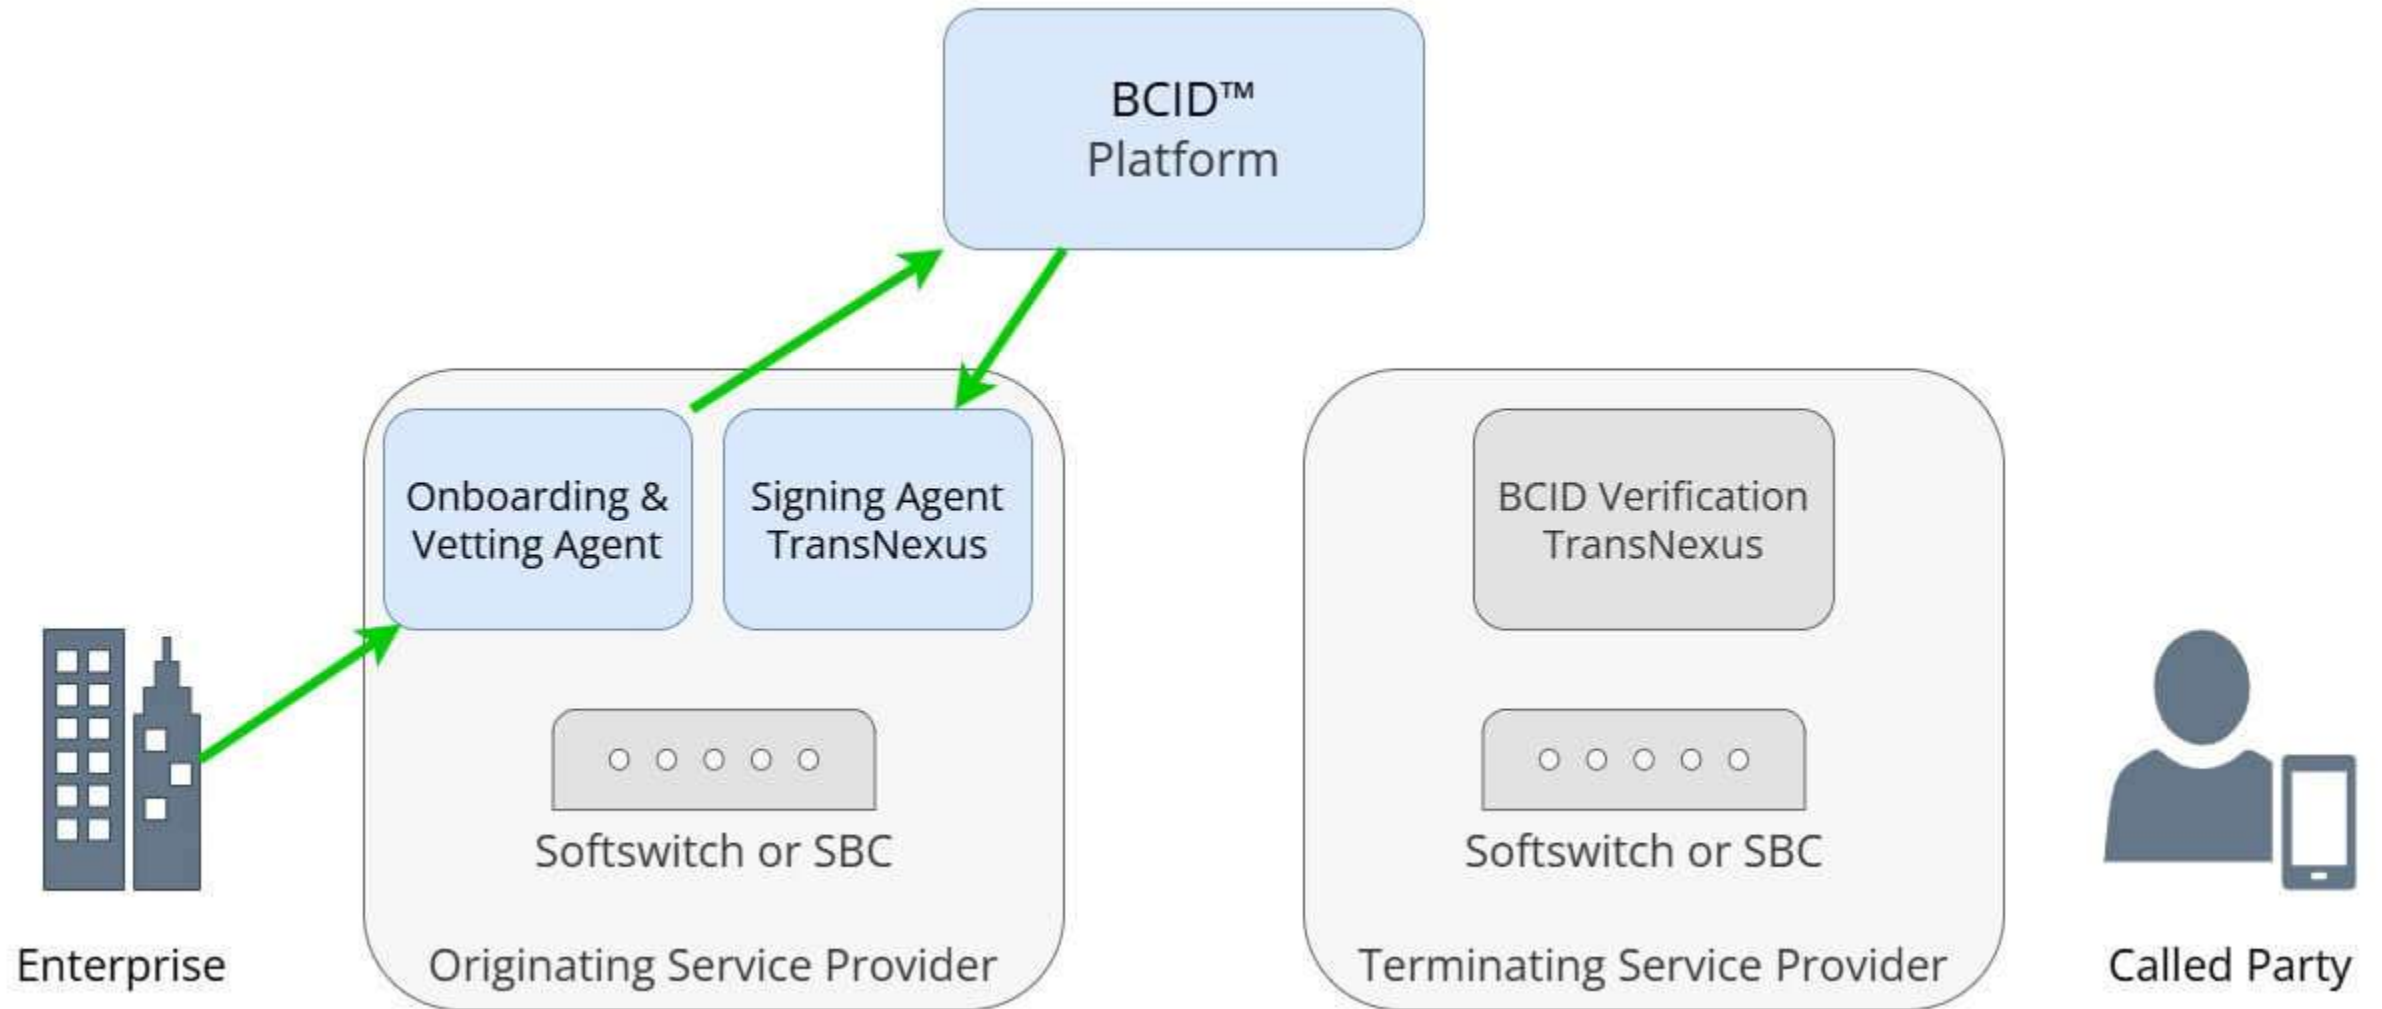 BCID™
Platform
Onboarding &
Vetting Agent
Signing Agent
TransNexus
BCID Verification
TransNexus
Softswitch or SBC
Softswitch or SBC
Enterprise
Originating Service Provider
Terminating Service Provider
Called Party